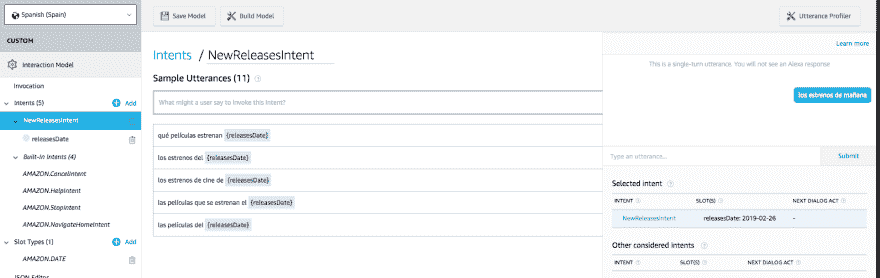 Spanish (Spain)
Save Model
Build Model
Utterance Profiler
CUSTOM
Interaction Model
Invocation
Intents (5)
Add
NewReleasesIntent
releasesDate
Built-In Intents (4)
AMAZON.CancelIntent
AMAZON.HelpIntent
AMAZON.StopIntent
AMAZON.NavigateHomeIntent
Slot Types (1)
Add
AMAZON.DATE
JSON Editor
Intents / NewReleasesIntent
Sample Utterances (11)
What might a user say to invoke this intent?
qué películas estrenan {releasesDate}
los estrenos del {releasesDate}
los estrenos de cine de {releasesDate}
las películas que se estrenan el {releasesDate}
las películas del {releasesDate}
Learn more
This is a single-turn utterance. You will not see an Alexa response
los estrenos de mañana
Type an utterance...
Submit
Selected intent
INTENT SLOT(S) NEXT DIALOG ACT
NewReleasesIntent releasesDate: 2019-02-26 -
Other considered intents
INTENT SLOT(S) NEXT DIALOG ACT